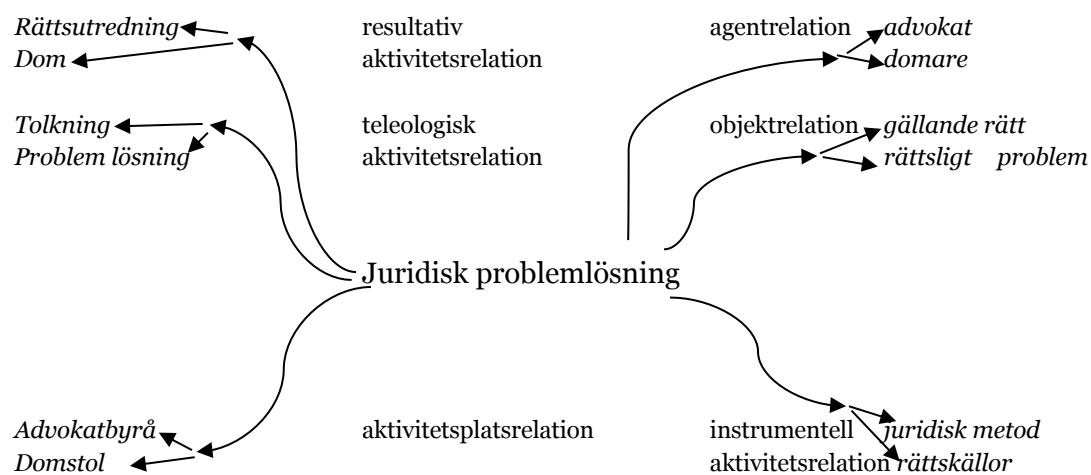 Rättsutredning resultativ agentrelation advokat
Dom aktivitetsrelation domare
Tolkning teleologisk objektrelation gällande rätt
Problem lösning aktivitetsrelation rättsligt problem
Juridisk problemlösning
Advokatbyrå aktivitetsplatsrelation instrumentell juridisk metod
Domstol aktivitetsrelation rättskällor